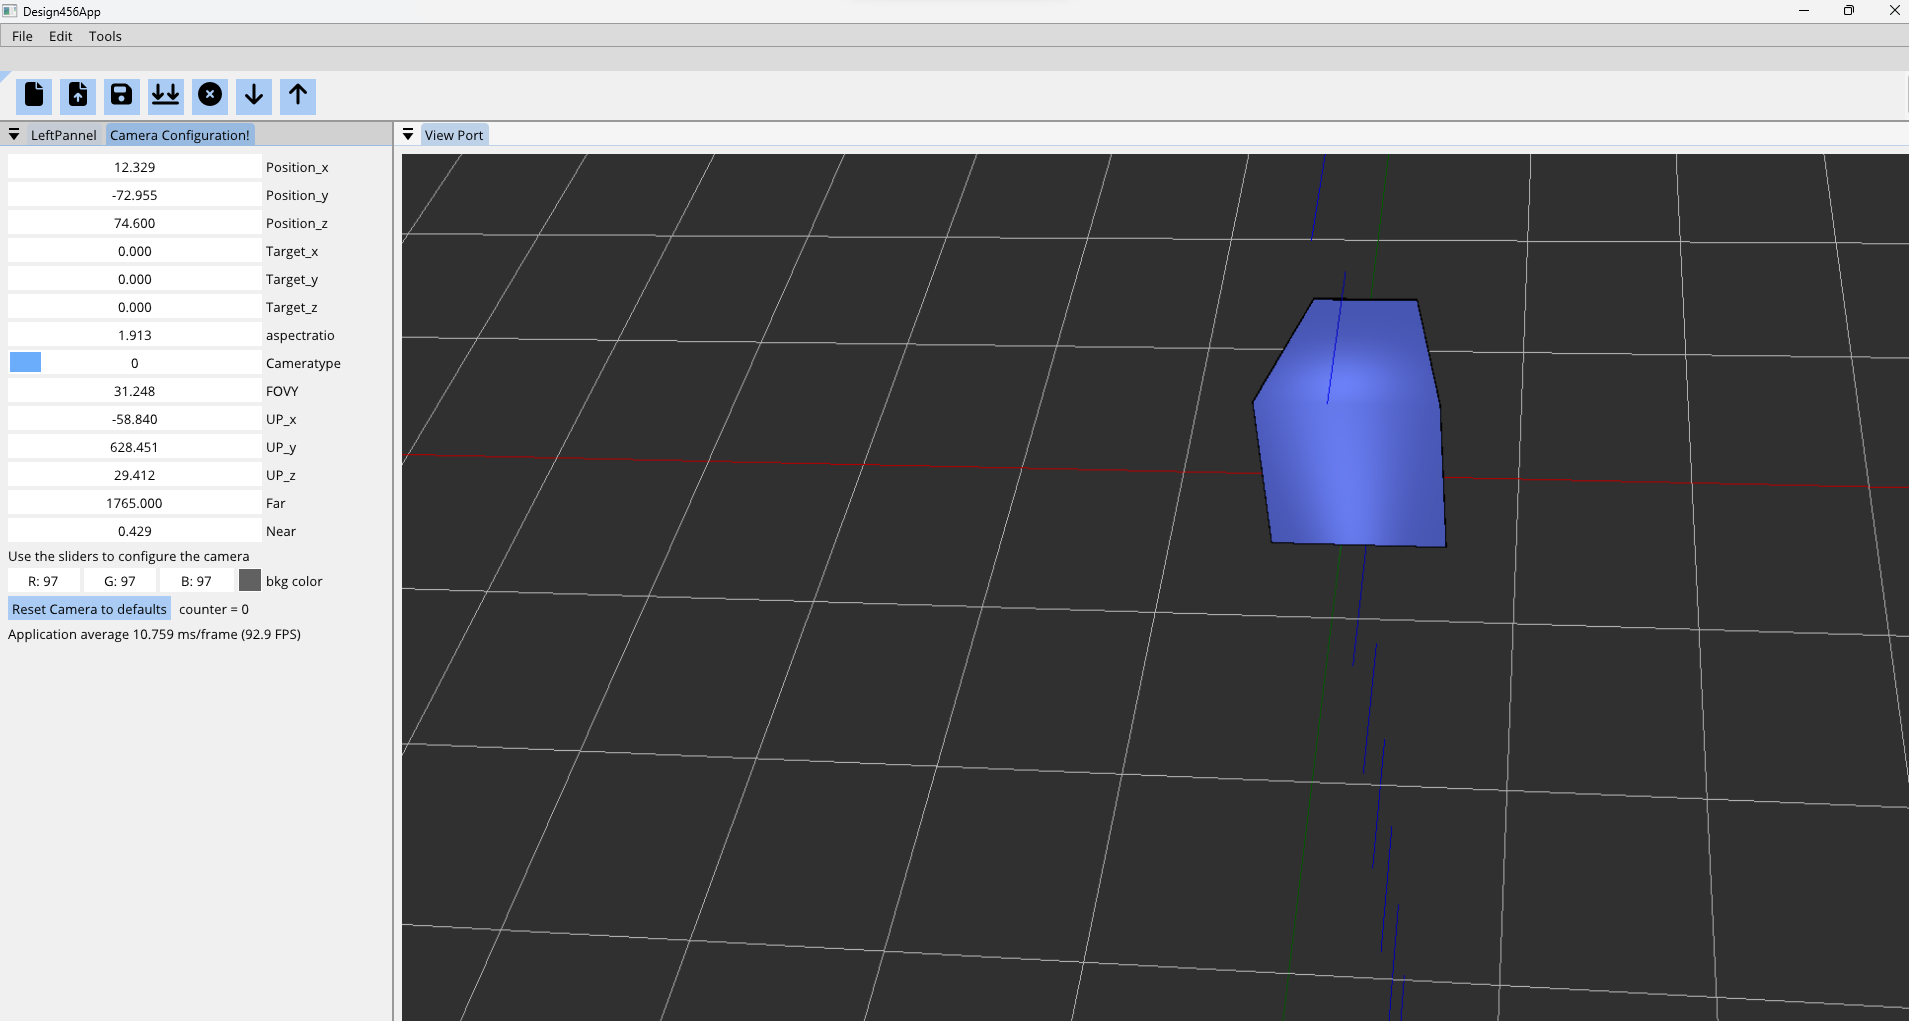 Design456App
File Edit Tools
LeftPannel Camera Configuration! View Port
12.329 Position_x
-72.955 Position_y
74.600 Position_z
0.000 Target_x
0.000 Target_y
0.000 Target_z
1.913 aspectratio
0 Cameratype
31.248 FOVY
-58.840 UP_x
628.451 UP_y
29.412 UP_z
1765.000 Far
0.429 Near
Use the sliders to configure the camera
R: 97 G: 97 B: 97 bkg color
Reset Camera to defaults counter = 0
Application average 10.759 ms/frame (92.9 FPS)